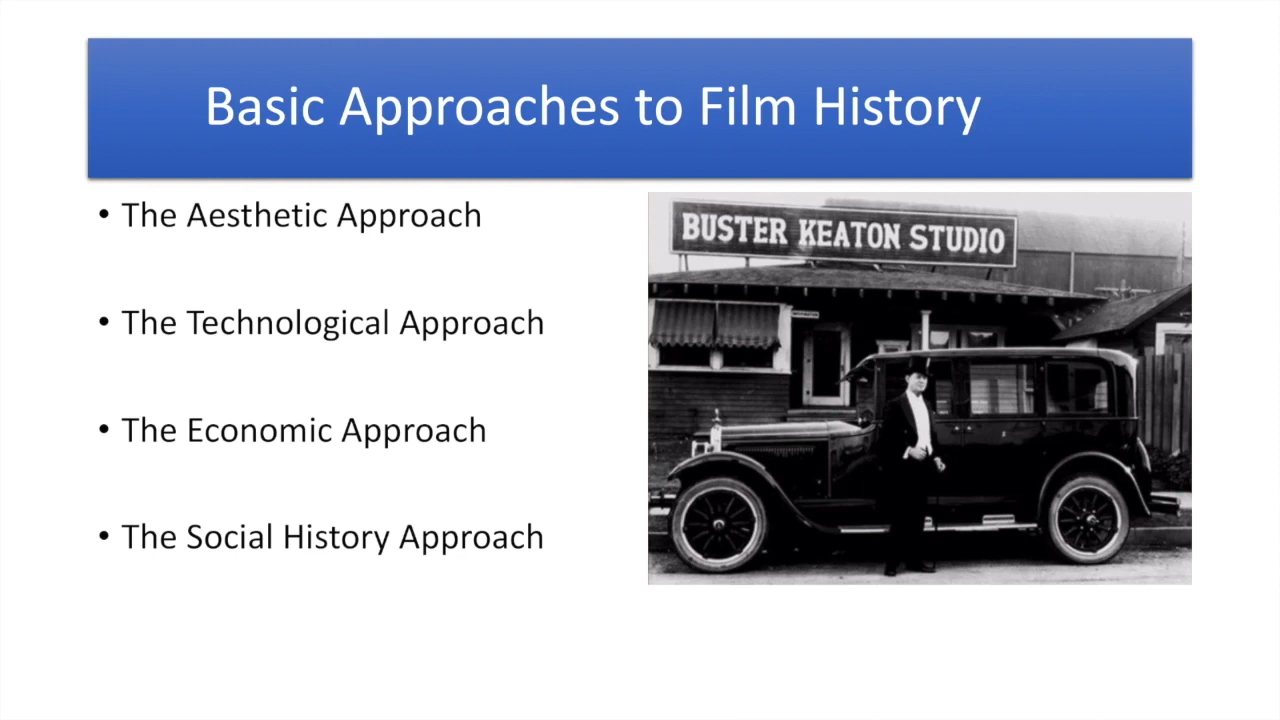 Basic Approaches to Film History
• The Aesthetic Approach
• The Technological Approach
• The Economic Approach
• The Social History Approach
BUSTER KEATON STUDIO